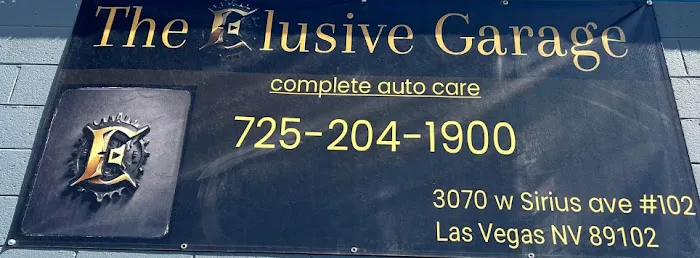 The Elusive Garage
complete auto care
725-204-1900
E
3070 w Sirius ave #102
Las Vegas NV 89102